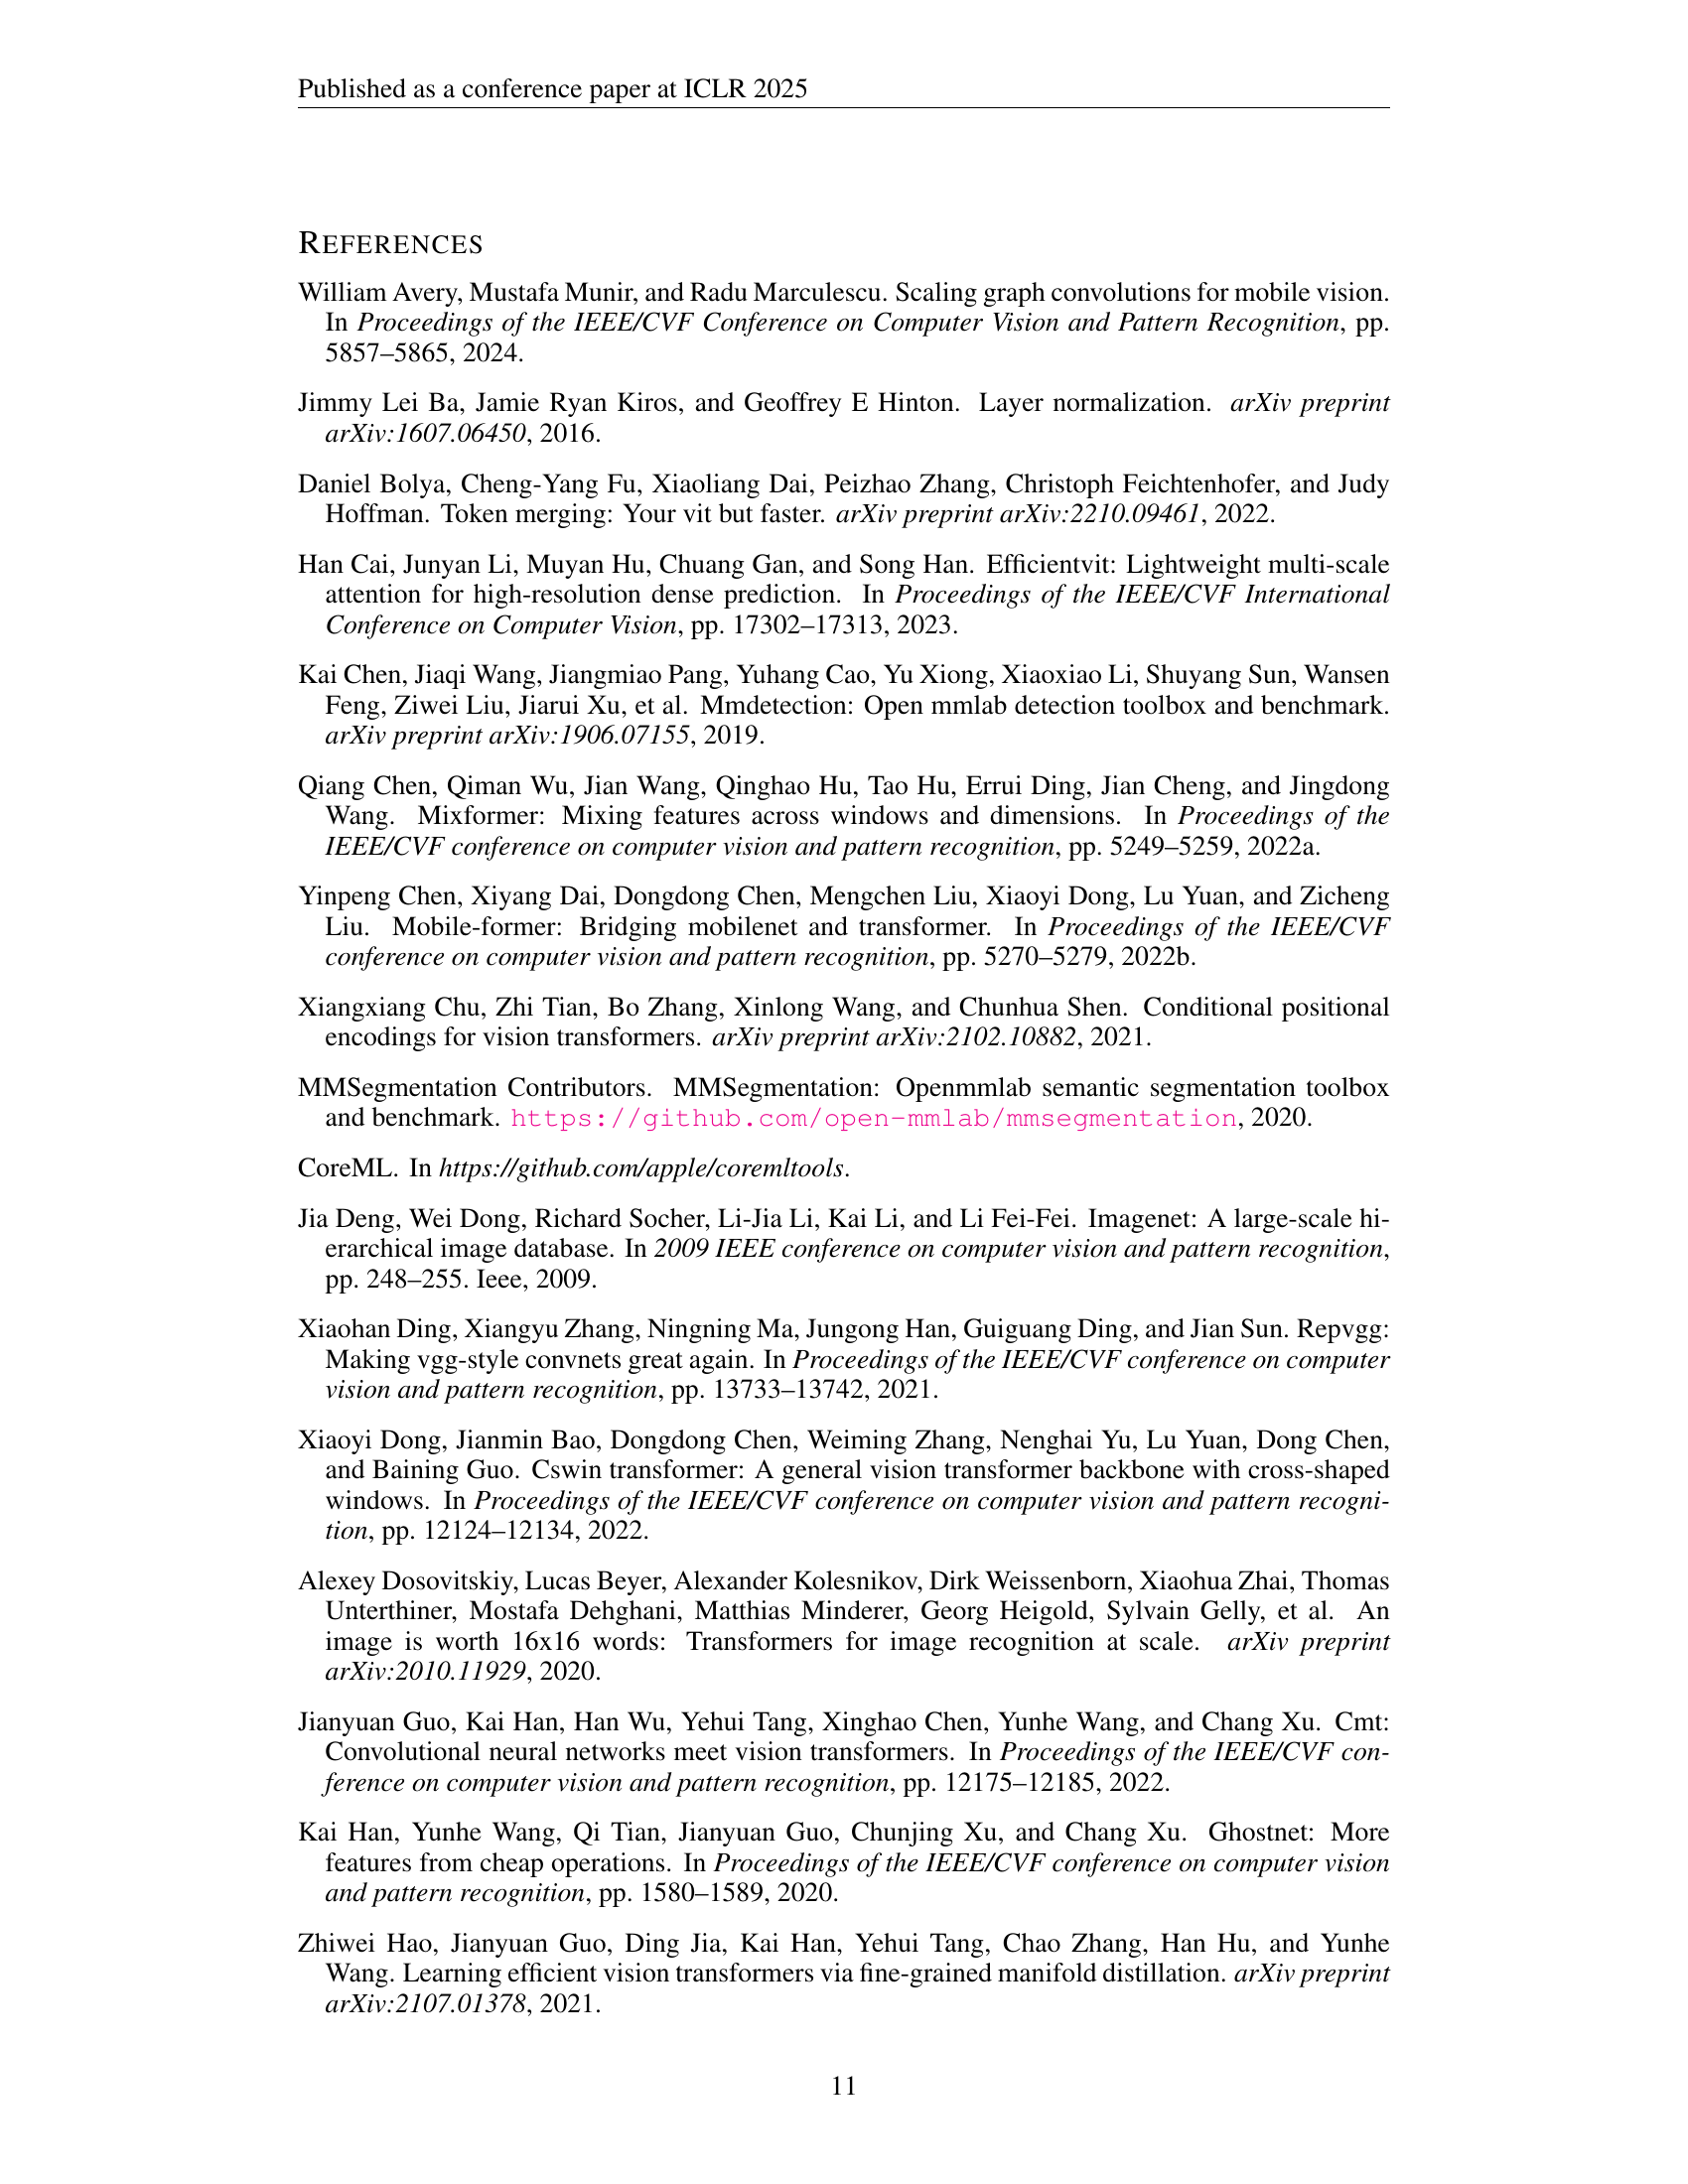 Published as a conference paper at ICLR 2025
REFERENCES
William Avery, Mustafa Munir, and Radu Marculescu. Scaling graph convolutions for mobile vision.
In Proceedings of the IEEE/CVF Conference on Computer Vision and Pattern Recognition, pp.
5857–5865, 2024.
Jimmy Lei Ba, Jamie Ryan Kiros, and Geoffrey E Hinton. Layer normalization. arXiv preprint
arXiv:1607.06450, 2016.
Daniel Bolya, Cheng-Yang Fu, Xiaoliang Dai, Peizhao Zhang, Christoph Feichtenhofer, and Judy
Hoffman. Token merging: Your vit but faster. arXiv preprint arXiv:2210.09461, 2022.
Han Cai, Junyan Li, Muyan Hu, Chuang Gan, and Song Han. Efficientvit: Lightweight multi-scale
attention for high-resolution dense prediction. In Proceedings of the IEEE/CVF International
Conference on Computer Vision, pp. 17302–17313, 2023.
Kai Chen, Jiaqi Wang, Jiangmiao Pang, Yuhang Cao, Yu Xiong, Xiaoxiao Li, Shuyang Sun, Wansen
Feng, Ziwei Liu, Jiarui Xu, et al. Mmdetection: Open mmlab detection toolbox and benchmark.
arXiv preprint arXiv:1906.07155, 2019.
Qiang Chen, Qiman Wu, Jian Wang, Qinghao Hu, Tao Hu, Errui Ding, Jian Cheng, and Jingdong
Wang. Mixformer: Mixing features across windows and dimensions. In Proceedings of the
IEEE/CVF conference on computer vision and pattern recognition, pp. 5249–5259, 2022a.
Yinpeng Chen, Xiyang Dai, Dongdong Chen, Mengchen Liu, Xiaoyi Dong, Lu Yuan, and Zicheng
Liu. Mobile-former: Bridging mobilenet and transformer. In Proceedings of the IEEE/CVF
conference on computer vision and pattern recognition, pp. 5270–5279, 2022b.
Xiangxiang Chu, Zhi Tian, Bo Zhang, Xinlong Wang, and Chunhua Shen. Conditional positional
encodings for vision transformers. arXiv preprint arXiv:2102.10882, 2021.
MMSegmentation Contributors. MMSegmentation: Openmmlab semantic segmentation toolbox
and benchmark. https://github.com/open-mmlab/mmsegmentation, 2020.
CoreML. In https://github.com/apple/coremltools.
Jia Deng, Wei Dong, Richard Socher, Li-Jia Li, Kai Li, and Li Fei-Fei. Imagenet: A large-scale hi-
erarchical image database. In 2009 IEEE conference on computer vision and pattern recognition,
pp. 248–255. Ieee, 2009.
Xiaohan Ding, Xiangyu Zhang, Ningning Ma, Jungong Han, Guiguang Ding, and Jian Sun. Repvgg:
Making vgg-style convnets great again. In Proceedings of the IEEE/CVF conference on computer
vision and pattern recognition, pp. 13733–13742, 2021.
Xiaoyi Dong, Jianmin Bao, Dongdong Chen, Weiming Zhang, Nenghai Yu, Lu Yuan, Dong Chen,
and Baining Guo. Cswin transformer: A general vision transformer backbone with cross-shaped
windows. In Proceedings of the IEEE/CVF conference on computer vision and pattern recogni-
tion, pp. 12124–12134, 2022.
Alexey Dosovitskiy, Lucas Beyer, Alexander Kolesnikov, Dirk Weissenborn, Xiaohua Zhai, Thomas
Unterthiner, Mostafa Dehghani, Matthias Minderer, Georg Heigold, Sylvain Gelly, et al. An
image is worth 16x16 words: Transformers for image recognition at scale. arXiv preprint
arXiv:2010.11929, 2020.
Jianyuan Guo, Kai Han, Han Wu, Yehui Tang, Xinghao Chen, Yunhe Wang, and Chang Xu. Cmt:
Convolutional neural networks meet vision transformers. In Proceedings of the IEEE/CVF con-
ference on computer vision and pattern recognition, pp. 12175–12185, 2022.
Kai Han, Yunhe Wang, Qi Tian, Jianyuan Guo, Chunjing Xu, and Chang Xu. Ghostnet: More
features from cheap operations. In Proceedings of the IEEE/CVF conference on computer vision
and pattern recognition, pp. 1580–1589, 2020.
Zhiwei Hao, Jianyuan Guo, Ding Jia, Kai Han, Yehui Tang, Chao Zhang, Han Hu, and Yunhe
Wang. Learning efficient vision transformers via fine-grained manifold distillation. arXiv preprint
arXiv:2107.01378, 2021.
11